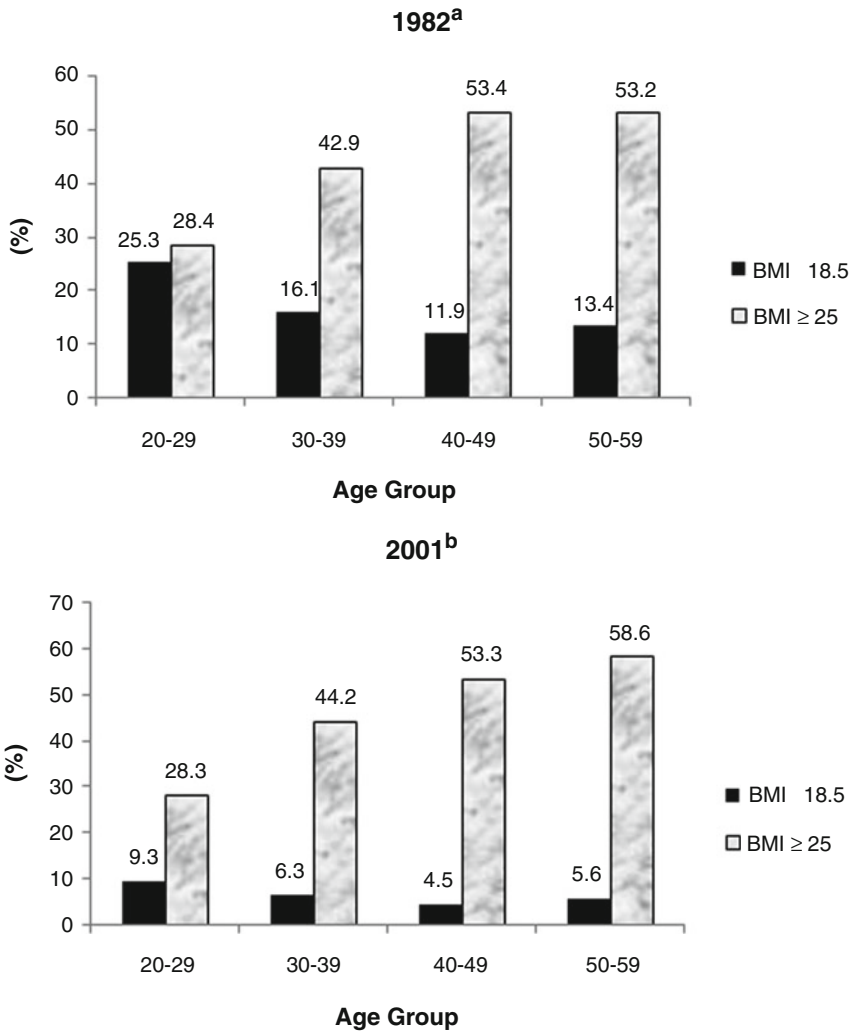 1982a
60
50
40
30
20
10
0
(%)
25.3 28.4
16.1 42.9
11.9 53.4
13.4 53.2
20-29 30-39 40-49 50-59
Age Group
BMI 18.5
BMI ≥ 25
2001b
70
60
50
40
30
20
10
0
(%)
9.3 28.3
6.3 44.2
4.5 53.3
5.6 58.6
20-29 30-39 40-49 50-59
Age Group
BMI 18.5
BMI ≥ 25